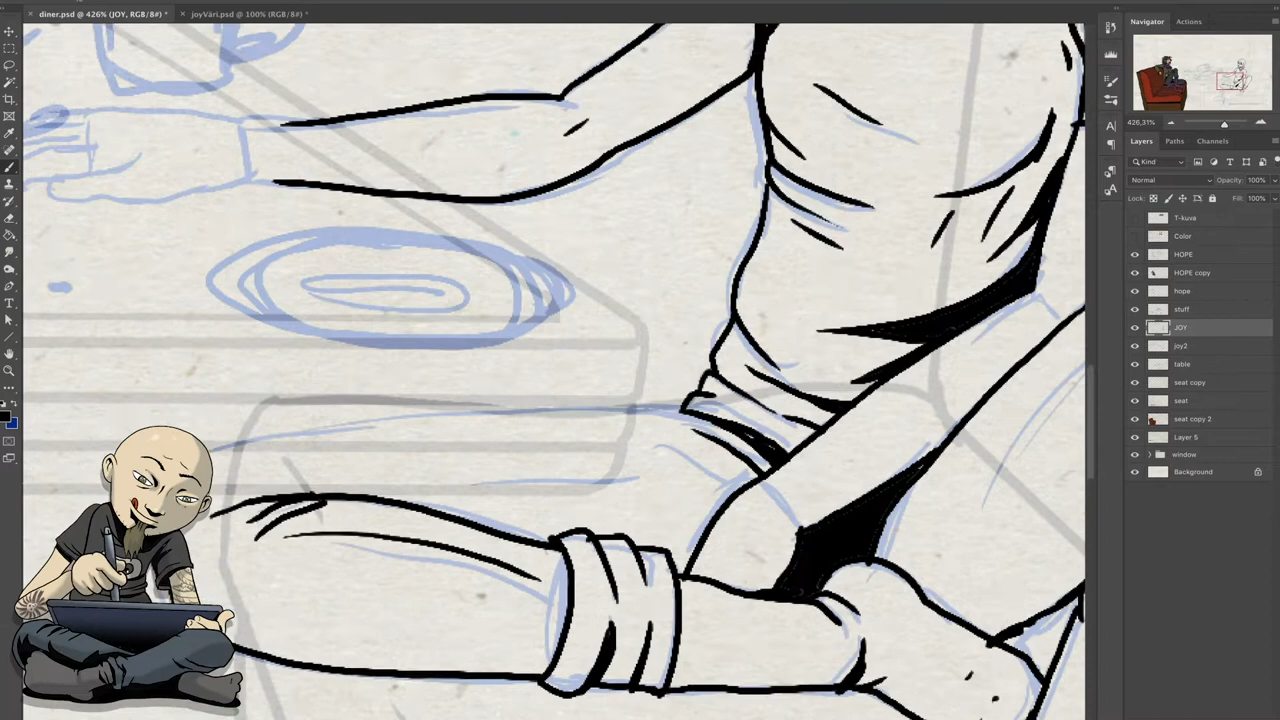 diner.psd @ 426% (JOY, RGB/8#) *
joyVäri.psd @ 100% (RGB/8#) *
Navigator
Actions
426,31%
Layers
Paths
Channels
Kind
Normal
Opacity: 100%
Lock:
Fill: 100%
T-kuva
Color
HOPE
HOPE copy
hope
stuff
JOY
joy2
table
seat copy
seat
seat copy 2
Layer 5
window
Background